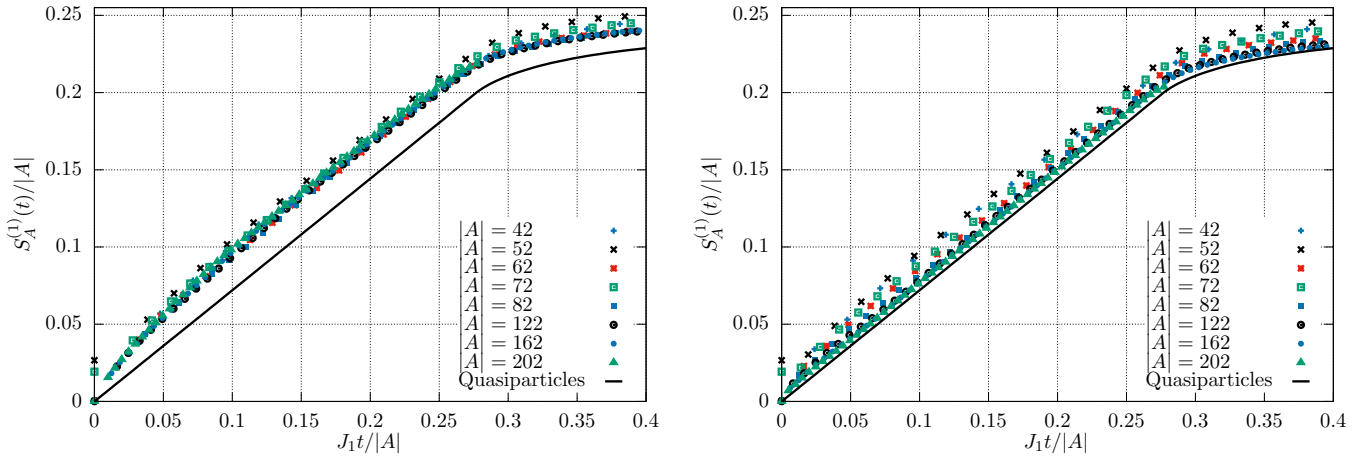 0.25
0.2
0.15
0.1
0.05
0
S_A^{(1)}(t)/|A|
|A| = 42
|A| = 52
|A| = 62
|A| = 72
|A| = 82
|A| = 122
|A| = 162
|A| = 202
Quasiparticles
0 0.05 0.1 0.15 0.2 0.25 0.3 0.35 0.4
J_1t/|A|
0.25
0.2
0.15
0.1
0.05
0
S_A^{(1)}(t)/|A|
|A| = 42
|A| = 52
|A| = 62
|A| = 72
|A| = 82
|A| = 122
|A| = 162
|A| = 202
Quasiparticles
0 0.05 0.1 0.15 0.2 0.25 0.3 0.35 0.4
J_1t/|A|